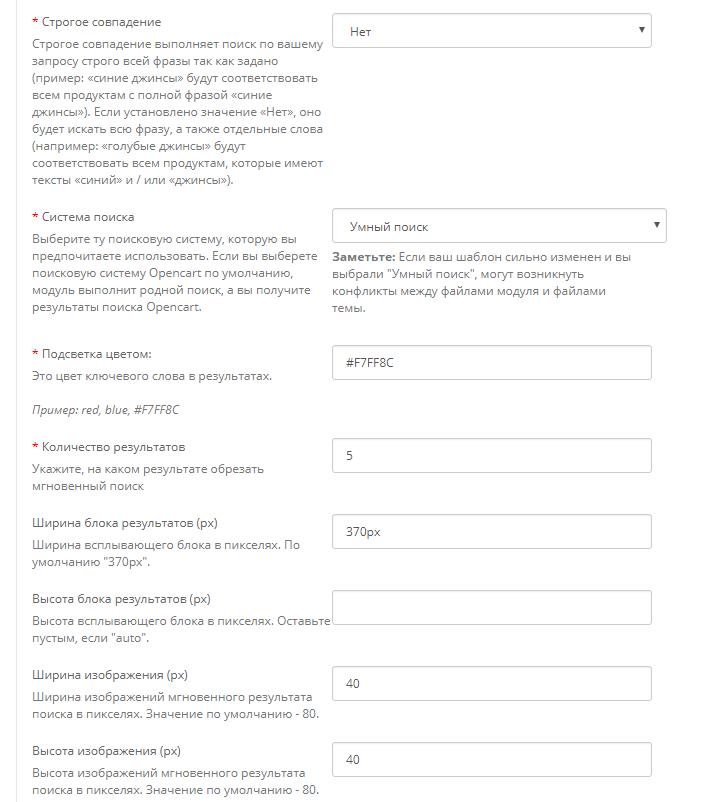 * Строгое совпадение
Нет
Строгое совпадение выполняет поиск по вашему
запросу строго всей фразы так как задано
(пример: «синие джинсы» будут соответствовать
всем продуктам с полной фразой «синие
джинсы»). Если установлено значение «Нет», оно
будет искать всю фразу, а также отдельные слова
(например: «голубые джинсы» будут
соответствовать всем продуктам, которые имеют
тексты «синий» и / или «джинсы»).
* Система поиска
Умный поиск
Выберите ту поисковую систему, которую вы
предпочитаете использовать. Если вы выберете
поисковую систему Opencart по умолчанию,
модуль выполнит родной поиск, а вы получите
результаты поиска Opencart.
Заметьте: Если ваш шаблон сильно изменен и вы
выбрали "Умный поиск", могут возникнуть
конфликты между файлами модуля и файлами
темы.
* Подсветка цветом:
#F7FF8C
Это цвет ключевого слова в результатах.
Пример: red, blue, #F7FF8C
* Количество результатов
5
Укажите, на каком результате обрезать
мгновенный поиск
Ширина блока результатов (px)
370px
Ширина всплывающего блока в пикселях. По
умолчанию "370px".
Высота блока результатов (px)
Высота всплывающего блока в пикселях. Оставьте
пустым, если "auto".
Ширина изображения (px)
40
Ширина изображений мгновенного результата
поиска в пикселях. Значение по умолчанию - 80.
Высота изображения (px)
40
Высота изображений мгновенного результата
поиска в пикселях. Значение по умолчанию - 80.